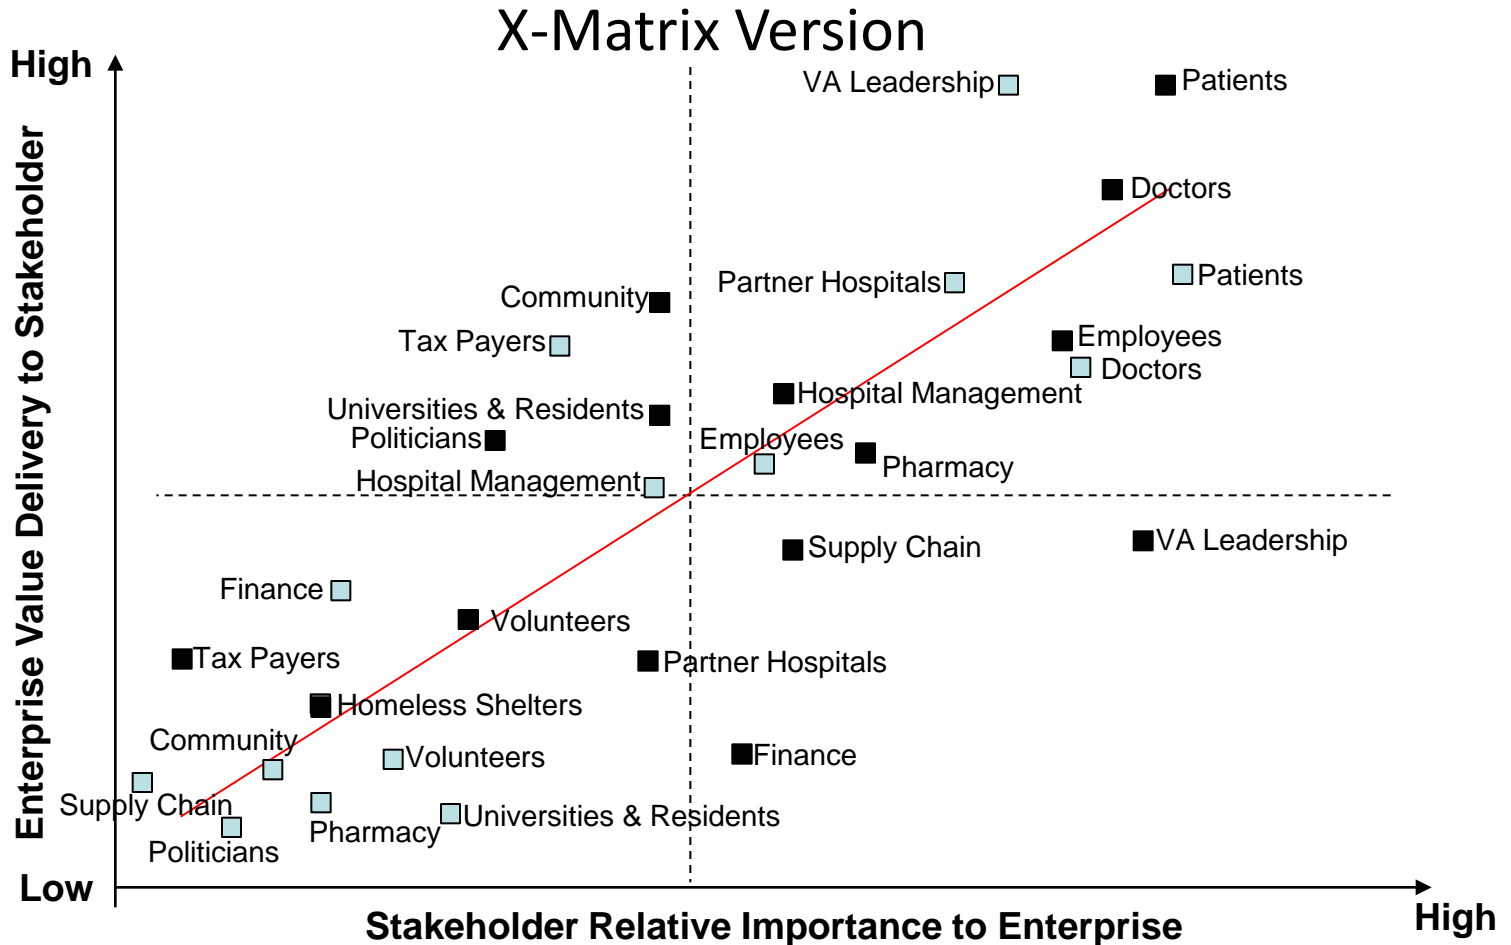 X-Matrix Version
High
VA Leadership
Patients
Doctors
Partner Hospitals
Patients
Community
Tax Payers
Employees
Doctors
Hospital Management
Universities & Residents
Politicians
Employees
Pharmacy
Hospital Management
Supply Chain
VA Leadership
Finance
Volunteers
Tax Payers
Partner Hospitals
Homeless Shelters
Community
Volunteers
Finance
Supply Chain
Universities & Residents
Pharmacy
Politicians
Enterprise Value Delivery to Stakeholder
Low
Stakeholder Relative Importance to Enterprise
High